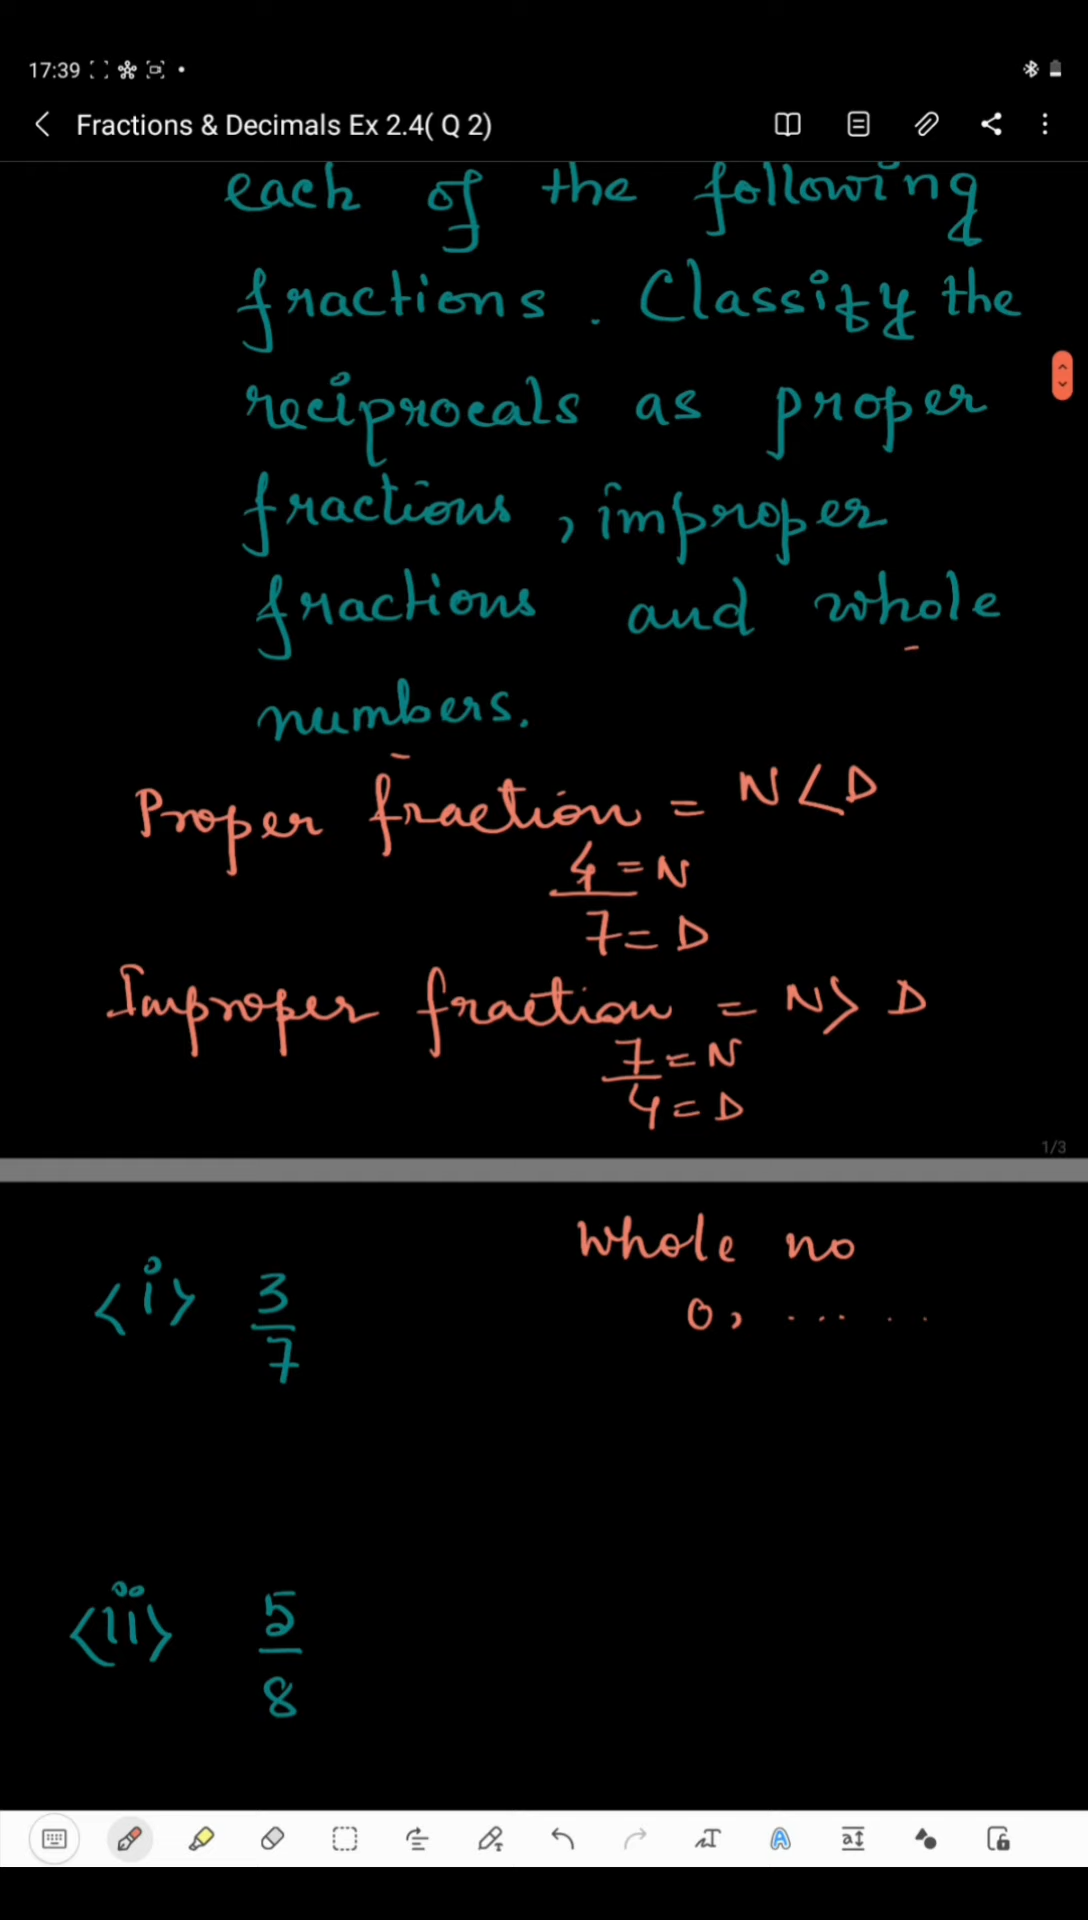 17:39
Fractions & Decimals Ex 2.4( Q 2)
each of the following
fractions. Classify the
reciprocals as proper
fractions, improper
fractions and whole
numbers.
Proper fraction = N < D
4 = N
7 = D
Improper fraction = N > D
7 = N
4 = D
1/3
whole no
0, ... . .
<i> 3
7
<ii> 5
8